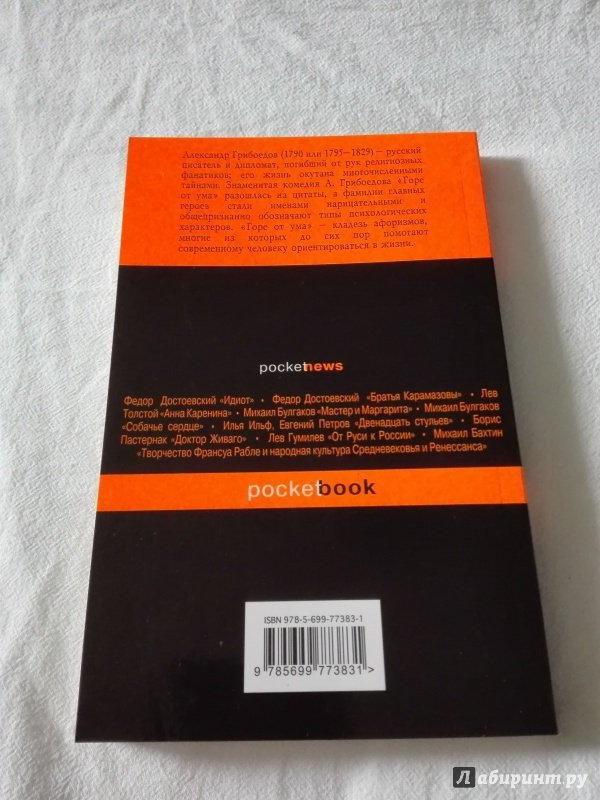 Александр Грибоедов (1790 или 1795—1829) — русский
писатель и дипломат, погибший от рук религиозных
фанатиков; его жизнь окутана многочисленными
тайнами. Знаменитая комедия А. Грибоедова «Горе
от ума» разошлась на цитаты, а фамилии главных
героев стали именами нарицательными и
общепризнанно обозначают типы психологических
характеров. «Горе от ума» — кладезь афоризмов,
многие из которых до сих пор помогают
современному человеку ориентироваться в жизни.
pocketnews
Федор Достоевский «Идиот» • Федор Достоевский «Братья Карамазовы» • Лев
Толстой «Анна Каренина» • Михаил Булгаков «Мастер и Маргарита» • Михаил Булгаков
«Собачье сердце» • Илья Ильф, Евгений Петров «Двенадцать стульев» • Борис
Пастернак «Доктор Живаго» • Лев Гумилев «От Руси к России» • Михаил Бахтин
«Творчество Франсуа Рабле и народная культура Средневековья и Ренессанса»
pocketbook
ISBN 978-5-699-77383-1
9 785699 773831 >
Лабиринт.ру